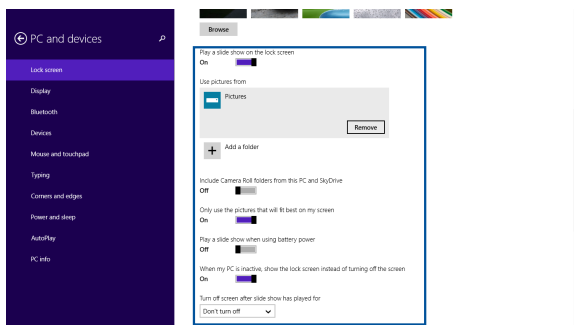 PC and devices
Lock screen
Display
Bluetooth
Devices
Mouse and touchpad
Typing
Corners and edges
Power and sleep
AutoPlay
PC info
Browse
Play a slide show on the lock screen
On
Use pictures from
Pictures
Remove
Add a folder
Include Camera Roll folders from this PC and SkyDrive
Off
Only use the pictures that will fit best on my screen
On
Play a slide show when using battery power
Off
When my PC is inactive, show the lock screen instead of turning off the screen
On
Turn off screen after slide show has played for
Don't turn off